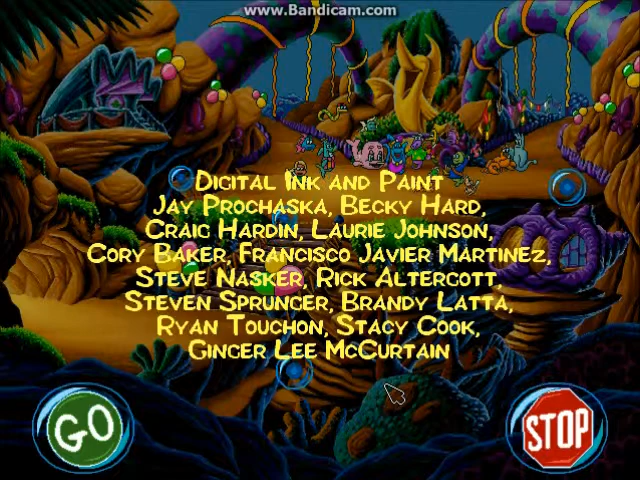 www.Bandicam.com
Digital Ink and Paint
Jay Prochaska, Becky Hard,
Craig Hardin, Laurie Johnson,
Cory Baker, Francisco Javier Martinez,
Steve Nasker, Rick Altergott,
Steven Sprunger, Brandy Latta,
Ryan Touchon, Stacy Cook,
Ginger Lee McCurtain
GO
STOP